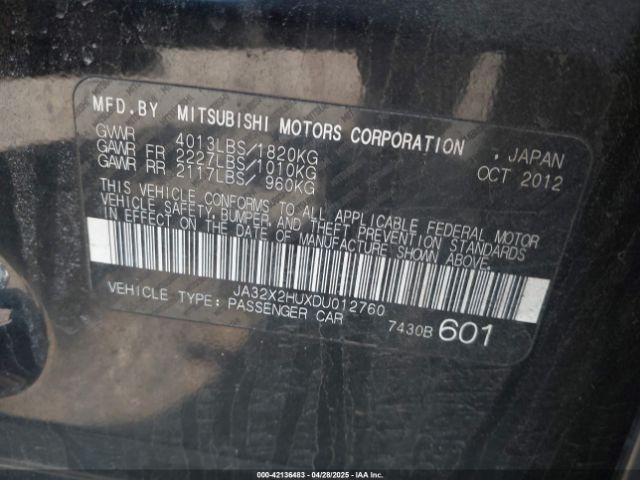 MFD.BY MITSUBISHI MOTORS CORPORATION, JAPAN
GVWR 4013LBS/1820KG OCT 2012
GAWR FR 2227LBS/1010KG
GAWR RR 2117LBS/ 960KG
THIS VEHICLE CONFORMS TO ALL APPLICABLE FEDERAL MOTOR
VEHICLE SAFETY, BUMPER, AND THEFT PREVENTION STANDARDS
IN EFFECT ON THE DATE OF MANUFACTURE SHOWN ABOVE.
JA32X2HUXDU012760
VEHICLE TYPE: PASSENGER CAR
7430B 601
000-42136483 - 04/28/2025 - IAA Inc.